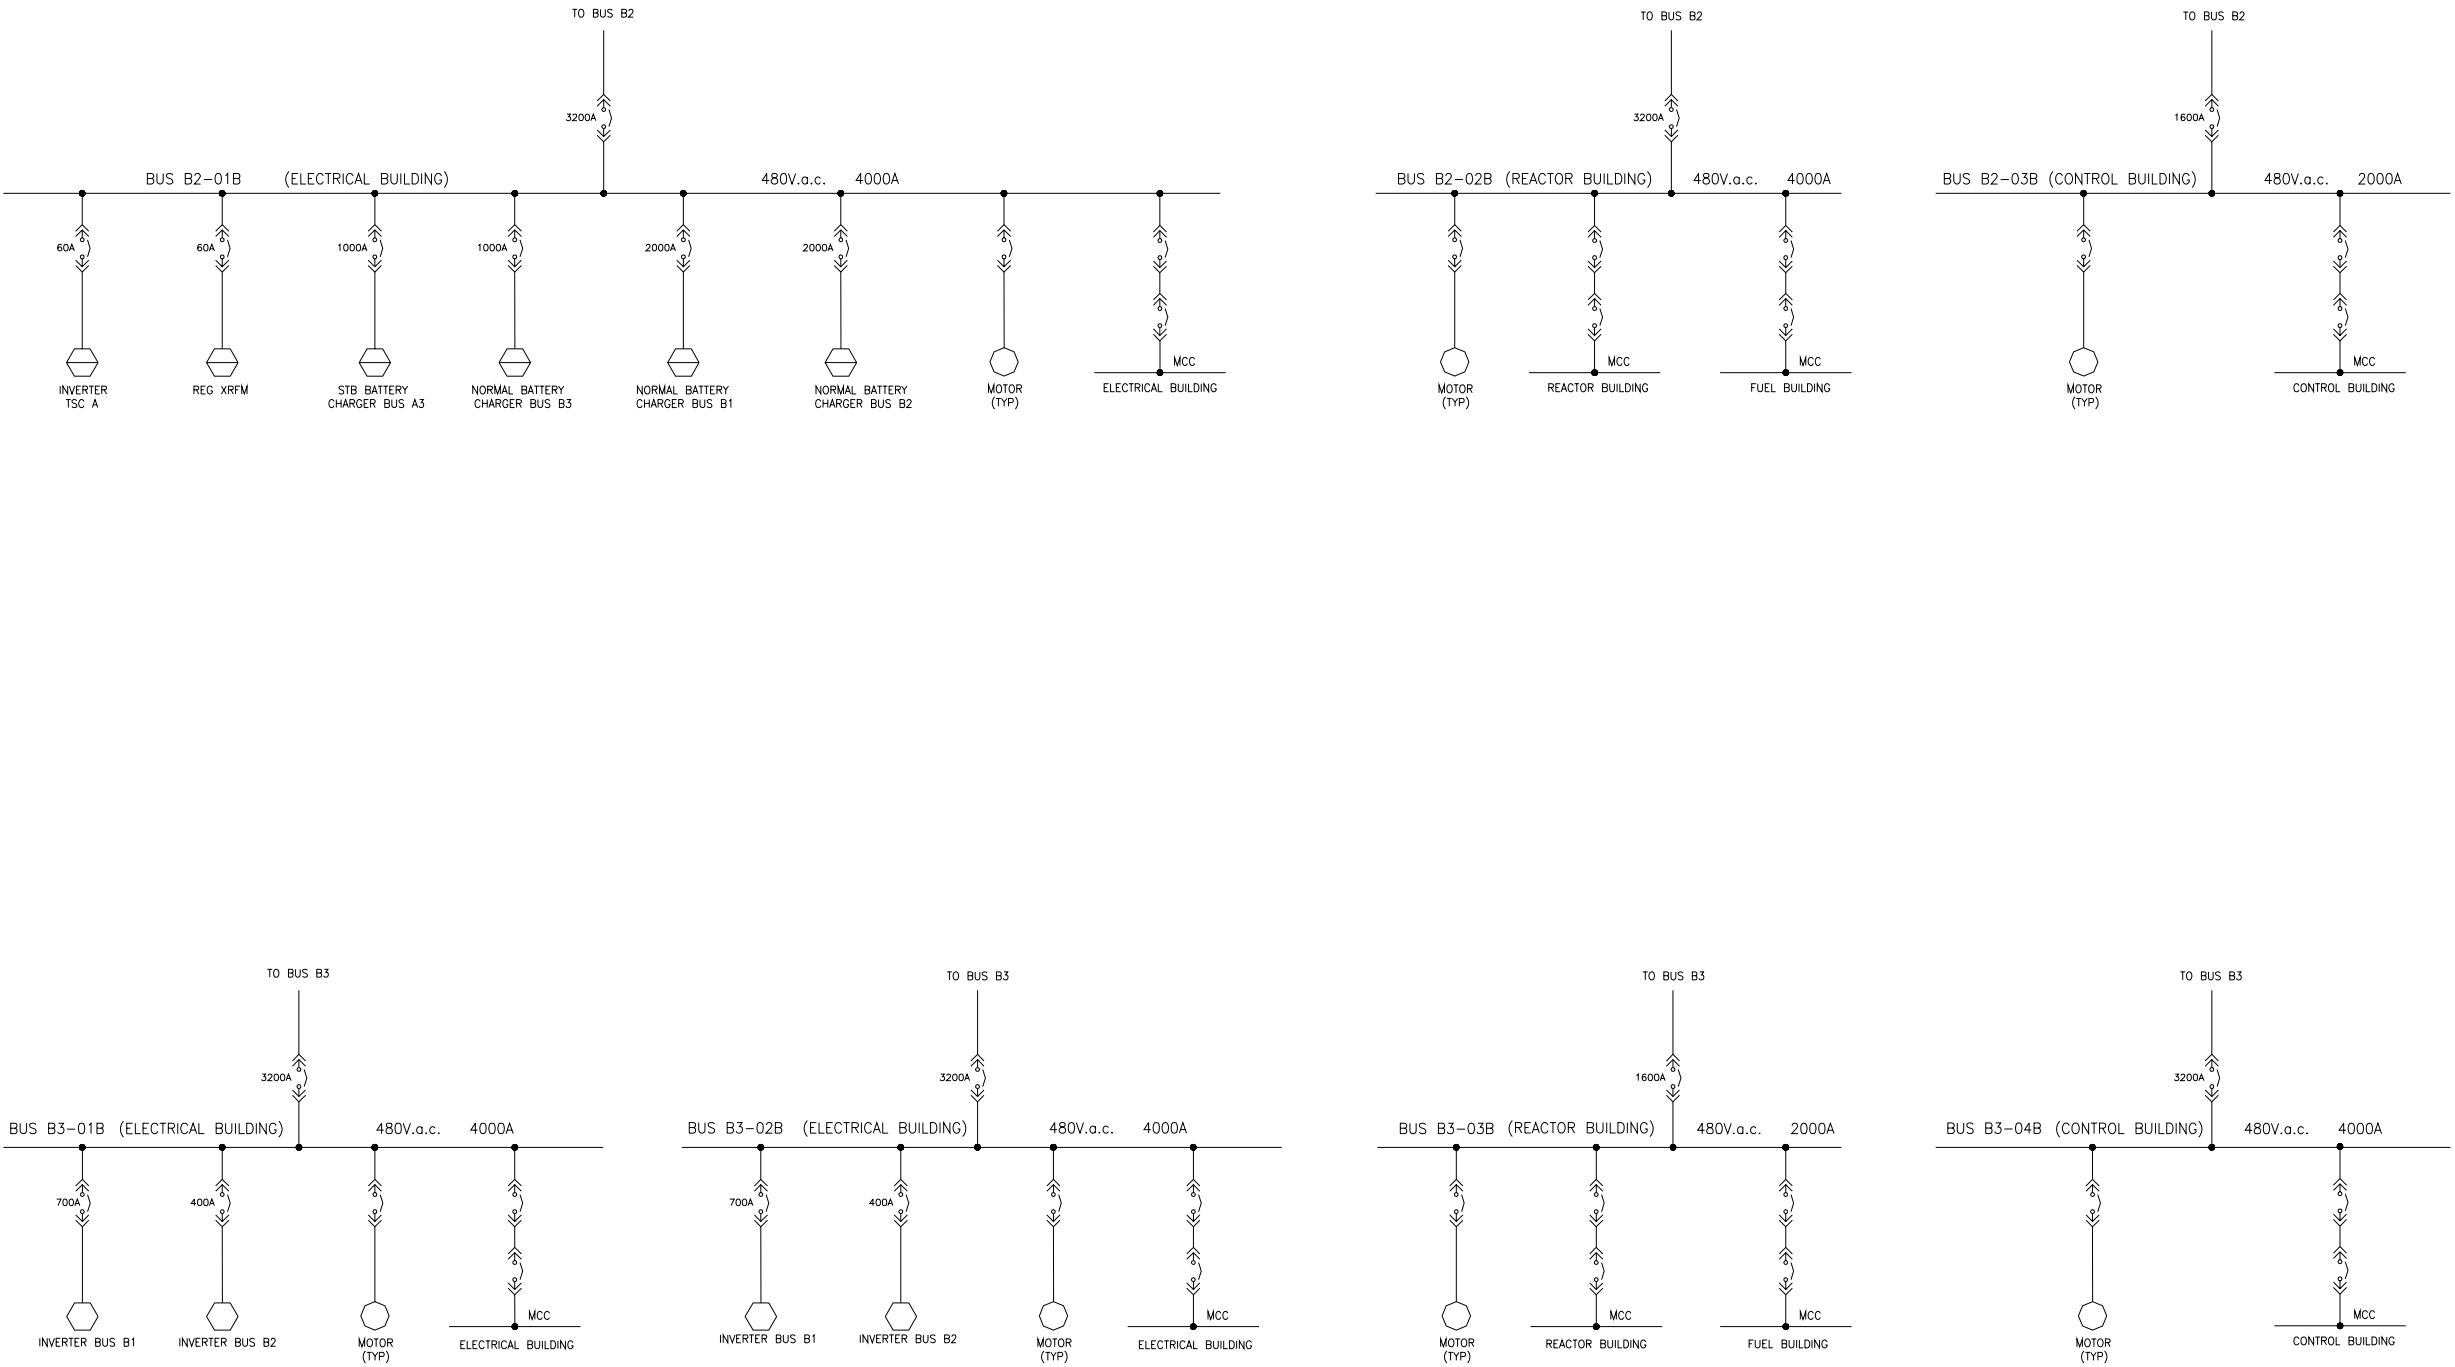 TO BUS B2
3200A
BUS B2-01B (ELECTRICAL BUILDING) 480V.a.c. 4000A
60A
60A
1000A
1000A
2000A
2000A
INVERTER
TSC A
REG XRFM
STB BATTERY
CHARGER BUS A3
NORMAL BATTERY
CHARGER BUS B3
NORMAL BATTERY
CHARGER BUS B1
NORMAL BATTERY
CHARGER BUS B2
MOTOR
(TYP)
MCC
ELECTRICAL BUILDING
TO BUS B2
3200A
BUS B2-02B (REACTOR BUILDING) 480V.a.c. 4000A
MOTOR
(TYP)
MCC
REACTOR BUILDING
MCC
FUEL BUILDING
TO BUS B2
1600A
BUS B2-03B (CONTROL BUILDING) 480V.a.c. 2000A
MOTOR
(TYP)
MCC
CONTROL BUILDING
TO BUS B3
3200A
BUS B3-01B (ELECTRICAL BUILDING) 480V.a.c. 4000A
700A
400A
INVERTER BUS B1
INVERTER BUS B2
MOTOR
(TYP)
MCC
ELECTRICAL BUILDING
TO BUS B3
3200A
BUS B3-02B (ELECTRICAL BUILDING) 480V.a.c. 4000A
700A
400A
INVERTER BUS B1
INVERTER BUS B2
MOTOR
(TYP)
MCC
ELECTRICAL BUILDING
TO BUS B3
1600A
BUS B3-03B (REACTOR BUILDING) 480V.a.c. 2000A
MOTOR
(TYP)
MCC
REACTOR BUILDING
MCC
FUEL BUILDING
TO BUS B3
3200A
BUS B3-04B (CONTROL BUILDING) 480V.a.c. 4000A
MOTOR
(TYP)
MCC
CONTROL BUILDING